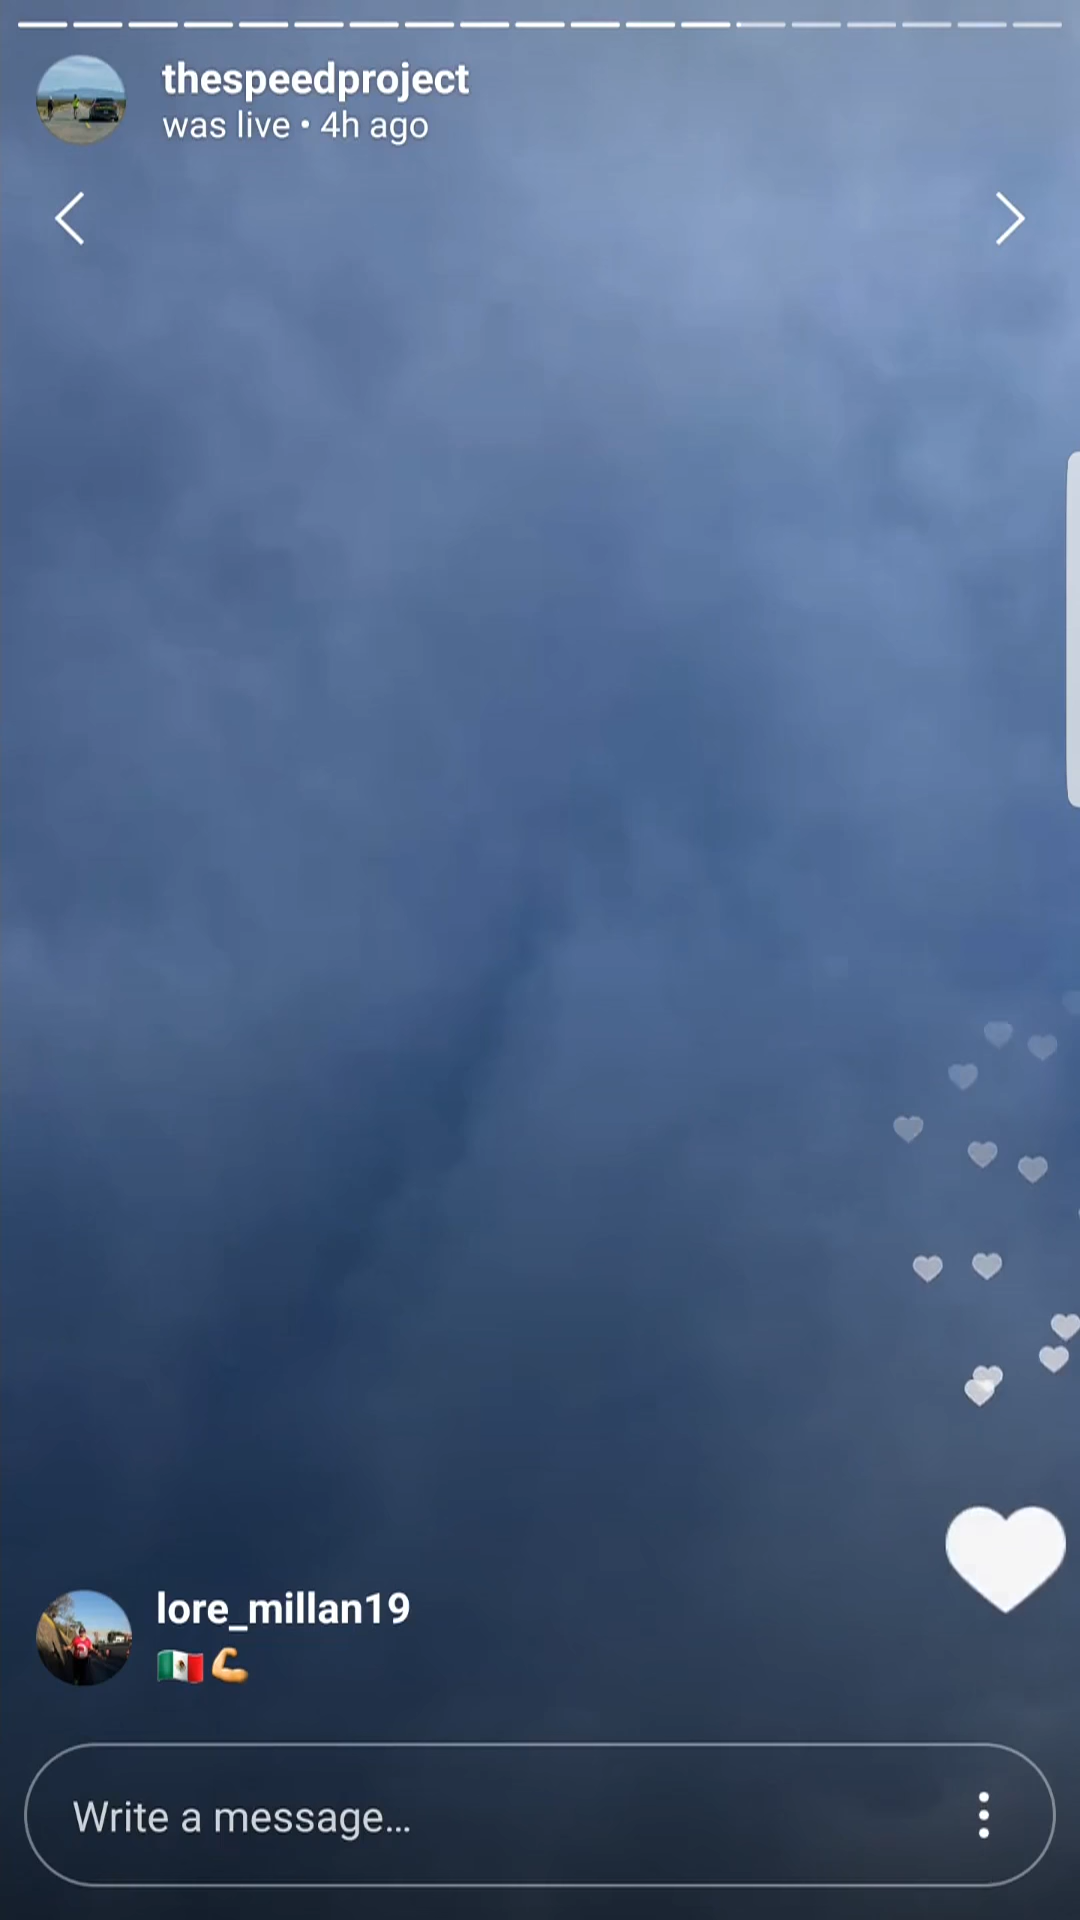 thespeedproject
was live • 4h ago
lore_millan19
🇲🇽💪
Write a message...